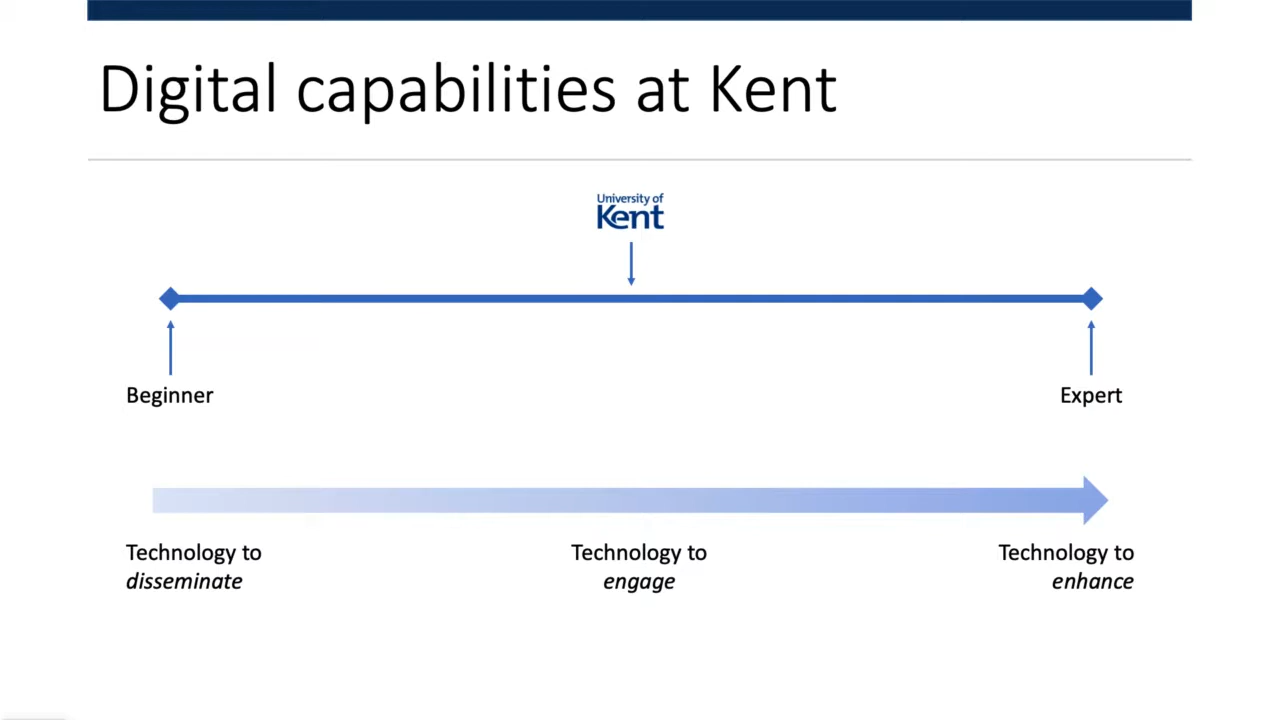 Digital capabilities at Kent
University of
Kent
Beginner
Expert
Technology to
disseminate
Technology to
engage
Technology to
enhance